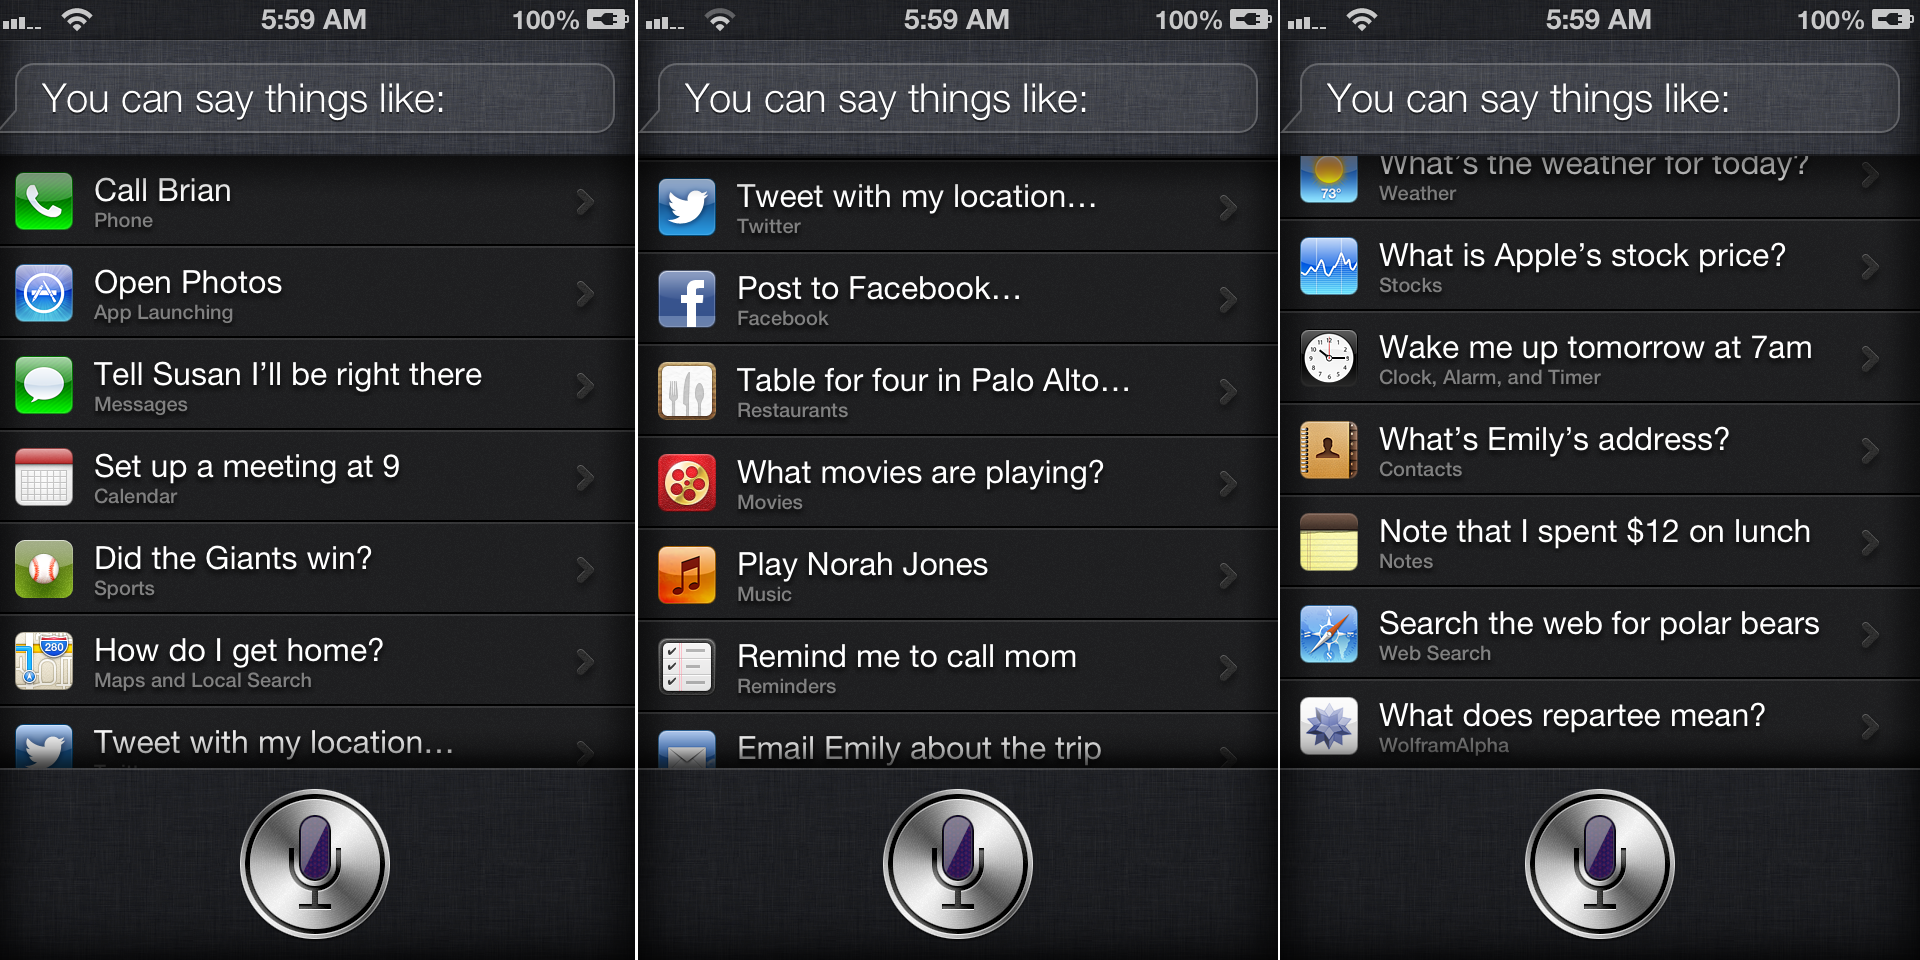 5:59 AM 100%
You can say things like:
Call Brian
Phone
Open Photos
App Launching
Tell Susan I’ll be right there
Messages
Set up a meeting at 9
Calendar
Did the Giants win?
Sports
280
How do I get home?
Maps and Local Search
Tweet with my location…
5:59 AM 100%
You can say things like:
Tweet with my location…
Twitter
Post to Facebook…
Facebook
Table for four in Palo Alto…
Restaurants
What movies are playing?
Movies
Play Norah Jones
Music
Remind me to call mom
Reminders
Email Emily about the trip
5:59 AM 100%
You can say things like:
What’s the weather for today?
73°
Weather
What is Apple’s stock price?
Stocks
Wake me up tomorrow at 7am
Clock, Alarm, and Timer
What’s Emily’s address?
Contacts
Note that I spent $12 on lunch
Notes
Search the web for polar bears
Web Search
What does repartee mean?
WolframAlpha